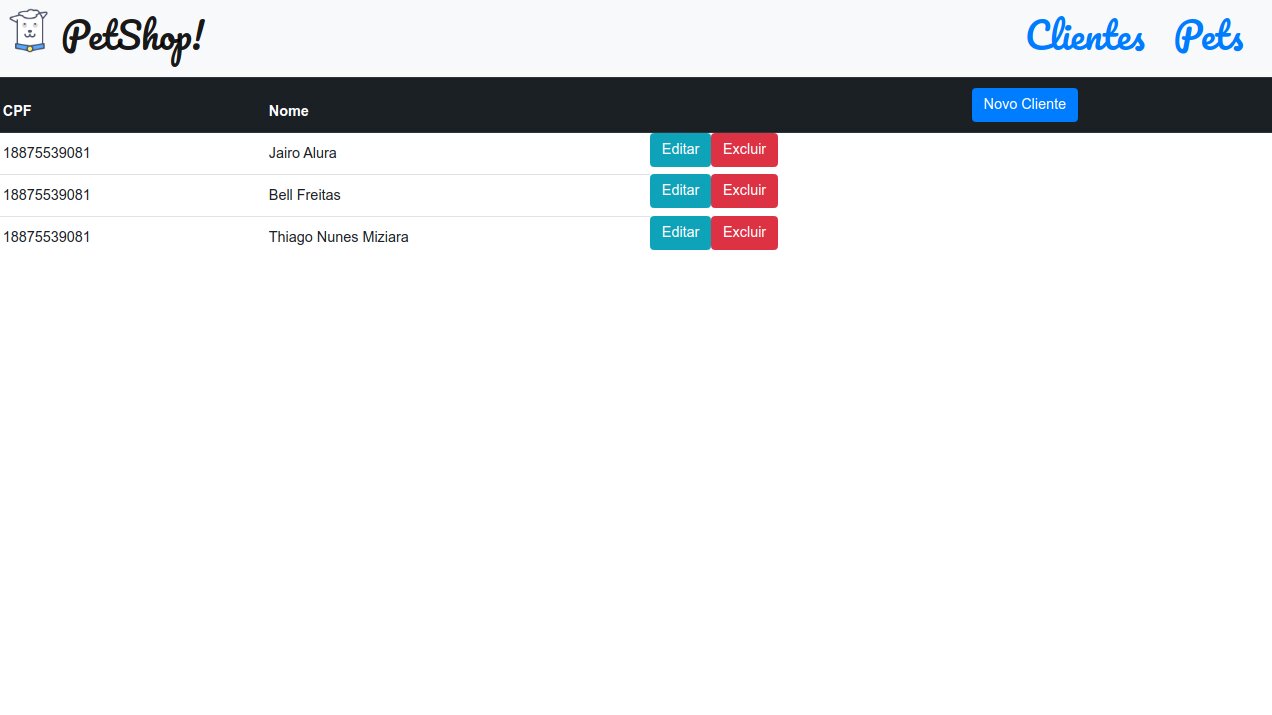 PetShop! Clientes Pets
CPF Nome Novo Cliente
18875539081 Jairo Alura Editar Excluir
18875539081 Bell Freitas Editar Excluir
18875539081 Thiago Nunes Miziara Editar Excluir